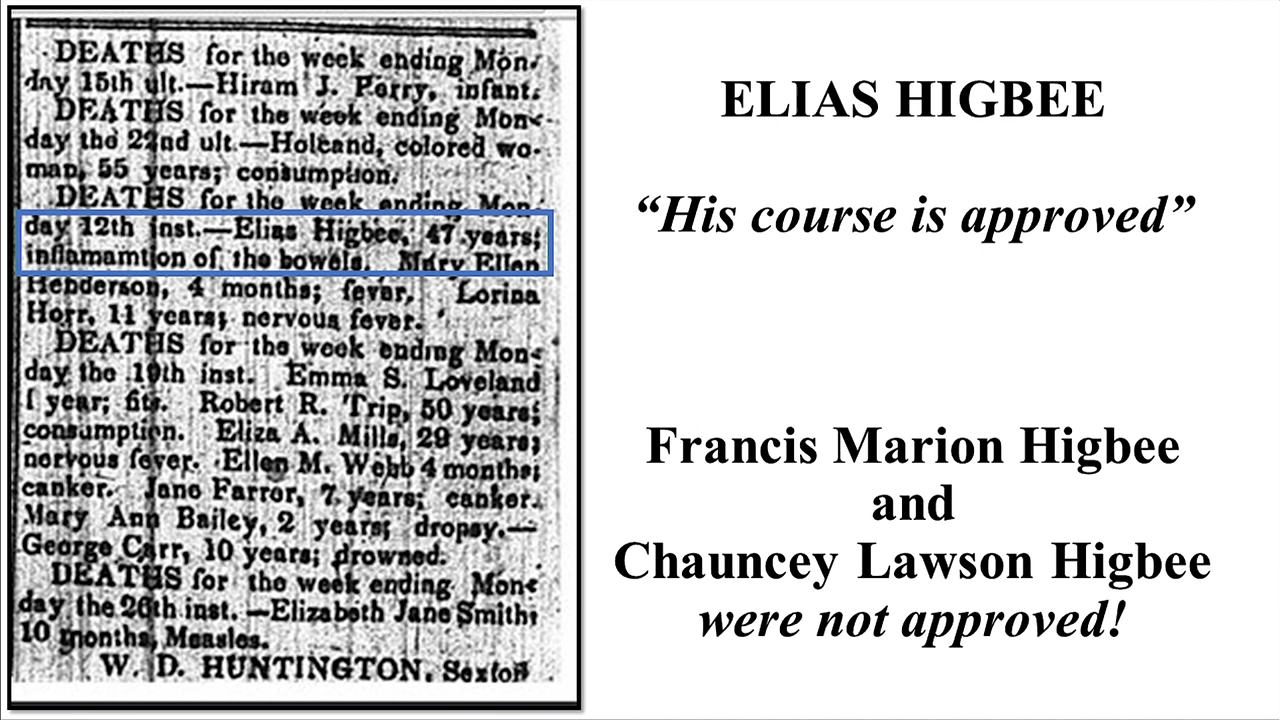 DEATHS for the week ending Mon-
day 15th ult.—Hiram J. Perry, infant.
DEATHS for the week ending Mon-
day the 22nd ult.—Holeand, colored wo-
man, 55 years; consumption.
DEATHS for the week ending Mon-
day 12th inst.—Elias Higbee, 47 years;
inflamamtion of the bowels. Mary Ellen
Henderson, 4 months; fever. Lorina
Horr, 11 years; nervous fever.
DEATHS for the week ending Mon-
day the 19th inst. Emma S. Loveland
1 year; fits. Robert R. Trip, 50 years;
consumption. Eliza A. Mills, 29 years;
nervous fever. Ellen M. Webb 4 months;
canker. Jane Farror, 7 years; canker.
Mary Ann Bailey, 2 years; dropsy.—
George Carr, 10 years; drowned.
DEATHS for the week ending Mon-
day the 26th inst.—Elizabeth Jane Smith;
10 months, Measles.
W. D. HUNTINGTON, Sexton
ELIAS HIGBEE
“His course is approved”
Francis Marion Higbee
and
Chauncey Lawson Higbee
were not approved!